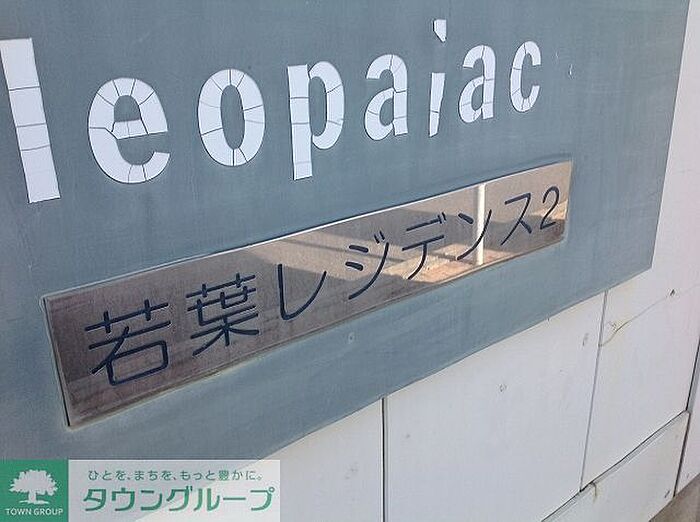 leopaiac
若葉レジデンス2
ひとを、まちを、もっと豊かに。
TOWN GROUP
タウングループ